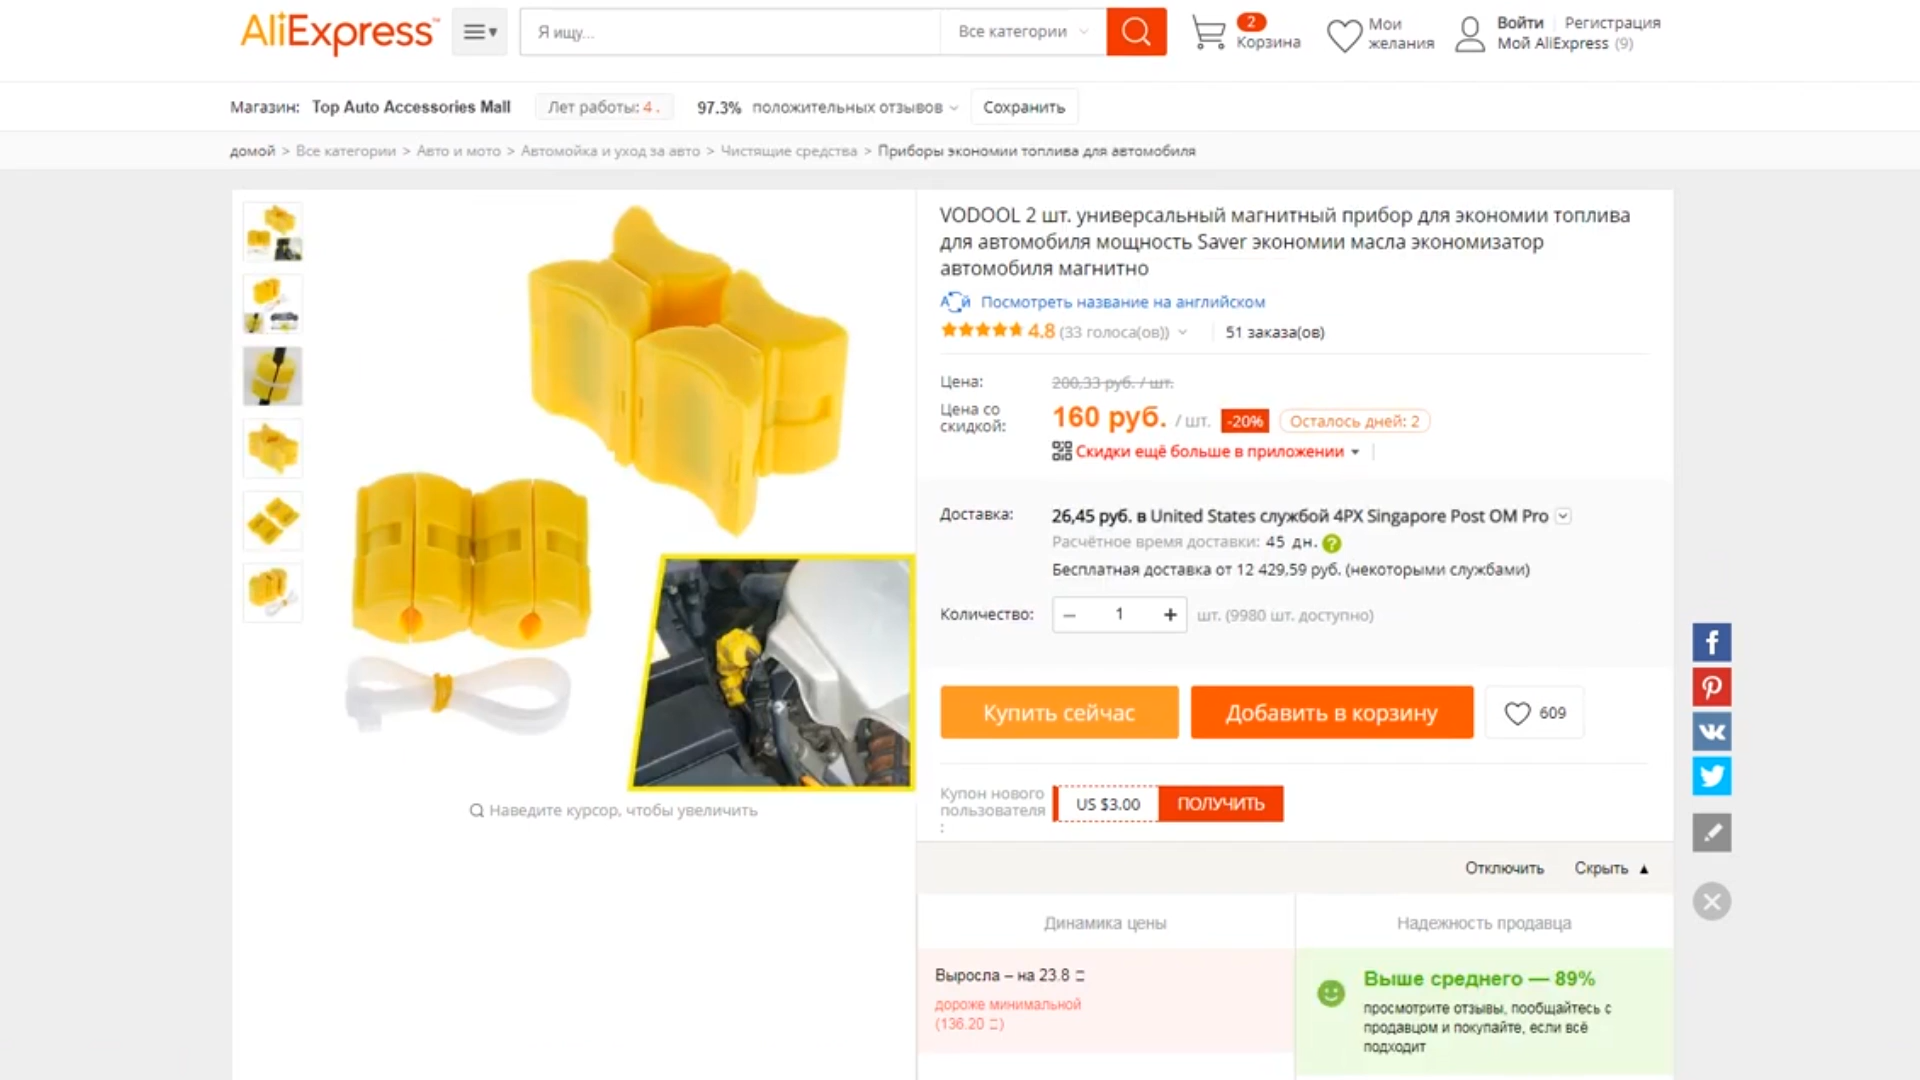 AliExpress™
Я ищу...
Все категории
2
Корзина
Мои
желания
Войти
Регистрация
Мой AliExpress (9)
Магазин: Top Auto Accessories Mall
Лет работы: 4 .
97.3% положительных отзывов
Сохранить
домой > Все категории > Авто и мото > Автомойка и уход за авто > Чистящие средства > Приборы экономии топлива для автомобиля
VODOOL 2 шт. универсальный магнитный прибор для экономии топлива
для автомобиля мощность Saver экономии масла экономизатор
автомобиля магнитно
Посмотреть название на английском
4.8 (33 голоса(ов))
51 заказа(ов)
Цена:
200,33 руб. / шт.
Цена со
скидкой:
160 руб. / шт.
-20%
Осталось дней: 2
Скидки ещё больше в приложении
Доставка:
26,45 руб. в United States службой 4PX Singapore Post OM Pro
Расчётное время доставки: 45 дн. ?
Бесплатная доставка от 12 429,59 руб. (некоторыми службами)
Количество:
– 1 +
шт. (9980 шт. доступно)
Купить сейчас
Добавить в корзину
609
Наведите курсор, чтобы увеличить
Купон нового
пользователя
:
US $3.00
ПОЛУЧИТЬ
Отключить
Скрыть ▲
Динамика цены
Надежность продавца
Выросла – на 23.8
дороже минимальной
(136.20 )
Выше среднего — 89%
просмотрите отзывы, пообщайтесь с
продавцом и покупайте, если всё
подходит